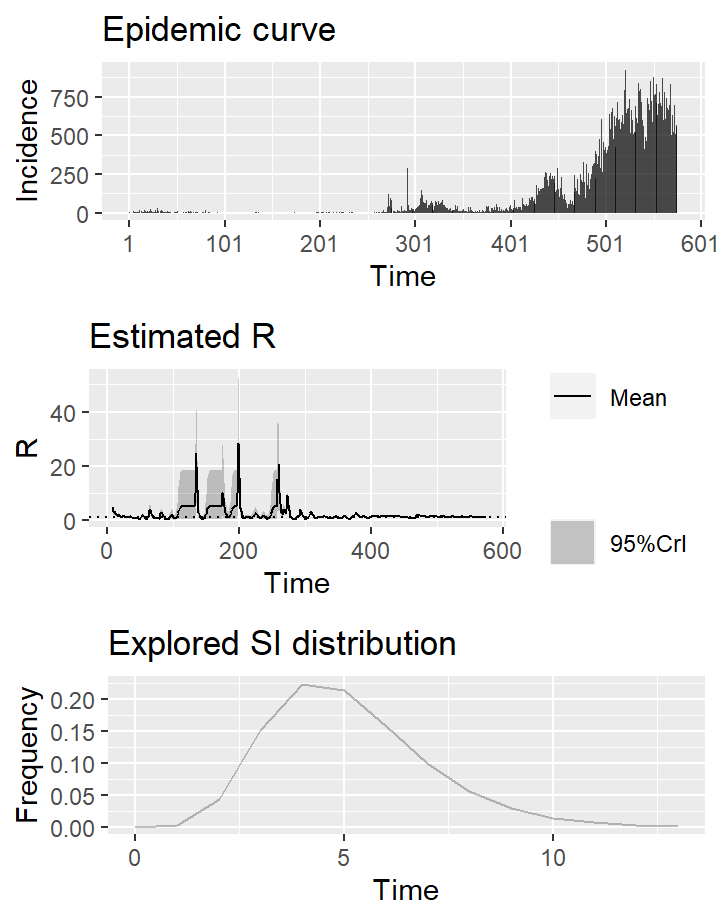 Epidemic curve
Incidence
750
500
250
0
1 101 201 301 401 501 601
Time
Estimated R
R
40
20
0
0 200 400 600
Time
Mean
95%CrI
Explored SI distribution
Frequency
0.20
0.15
0.10
0.05
0.00
0 5 10
Time